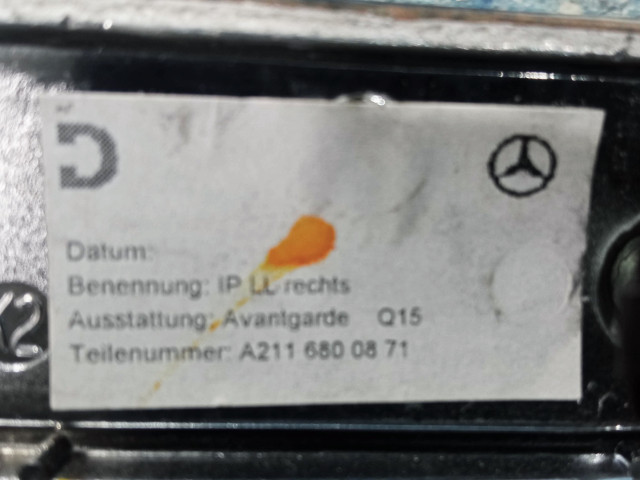 Datum:
Benennung: IP LL rechts
Ausstattung: Avantgarde Q15
Teilenummer: A211 680 08 71